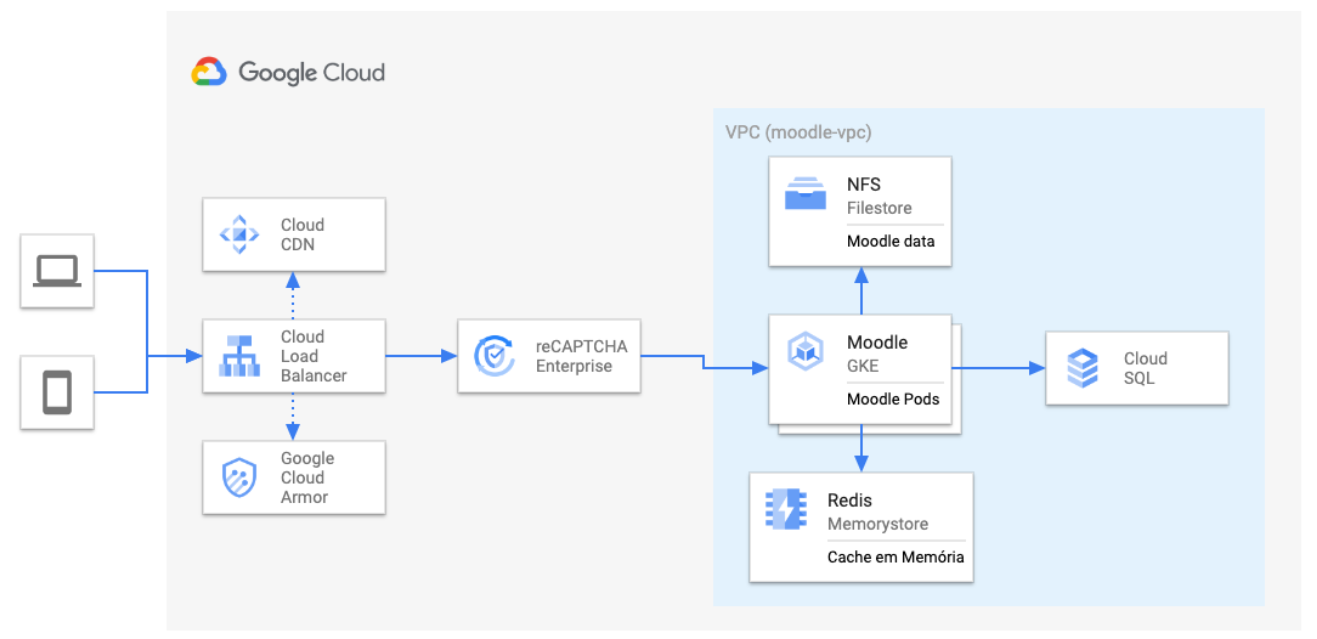 Google Cloud
VPC (moodle-vpc)
NFS
Filestore
Moodle data
Cloud
CDN
Cloud
Load
Balancer
reCAPTCHA
Enterprise
Moodle
GKE
Moodle Pods
Cloud
SQL
Google
Cloud
Armor
Redis
Memorystore
Cache em Memória